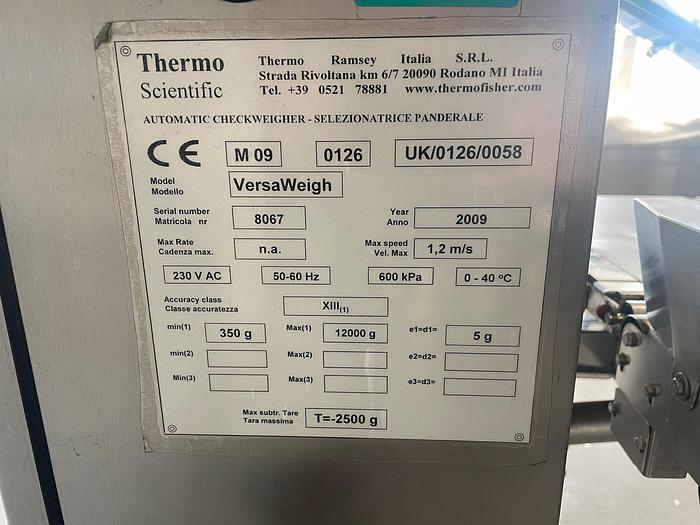 Thermo Scientific
Thermo Ramsey Italia S.R.L.
Strada Rivoltana km 6/7 20090 Rodano MI Italia
Tel. +39 0521 78881 www.thermofisher.com
AUTOMATIC CHECKWEIGHER - SELEZIONATRICE PANDERALE
CE M 09 0126 UK/0126/0058
Model
Modello VersaWeigh
Serial number
Matricola nr 8067
Year
Anno 2009
Max Rate
Cadenza max. n.a.
Max speed
Vel. Max 1,2 m/s
230 V AC 50-60 Hz 600 kPa 0 - 40 ºC
Accuracy class
Classe accuratezza XIII(1)
min(1) 350 g Max(1) 12000 g e1=d1= 5 g
min(2) Max(2) e2=d2=
Min(3) Max(3) e3=d3=
Max subtr. Tare
Tara massima T=-2500 g